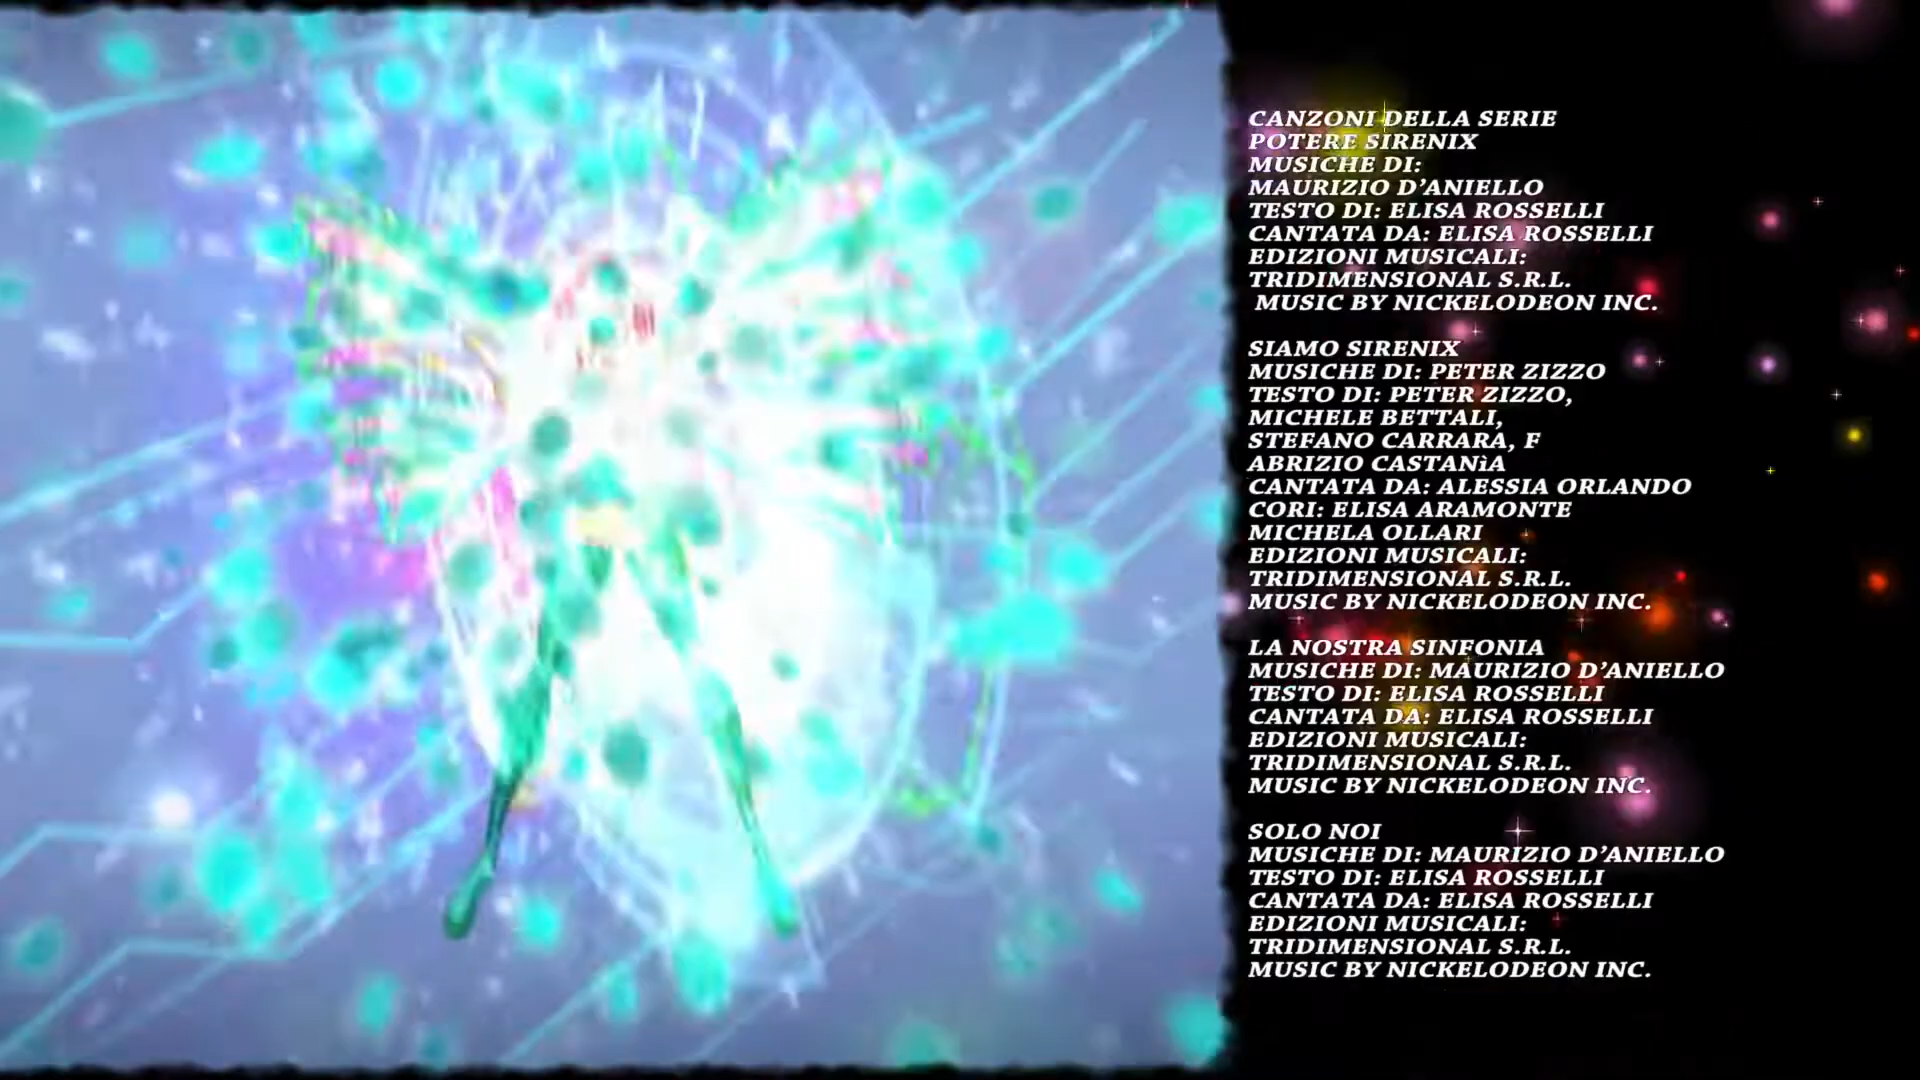 CANZONI DELLA SERIE
POTERE SIRENIX
MUSICHE DI:
MAURIZIO D'ANIELLO
TESTO DI: ELISA ROSSELLI
CANTATA DA: ELISA ROSSELLI
EDIZIONI MUSICALI:
TRIDIMENSIONAL S.R.L.
MUSIC BY NICKELODEON INC.
SIAMO SIRENIX
MUSICHE DI: PETER ZIZZO
TESTO DI: PETER ZIZZO,
MICHELE BETTALI,
STEFANO CARRARA, F
ABRIZIO CASTANìA
CANTATA DA: ALESSIA ORLANDO
CORI: ELISA ARAMONTE
MICHELA OLLARI
EDIZIONI MUSICALI:
TRIDIMENSIONAL S.R.L.
MUSIC BY NICKELODEON INC.
LA NOSTRA SINFONIA
MUSICHE DI: MAURIZIO D'ANIELLO
TESTO DI: ELISA ROSSELLI
CANTATA DA: ELISA ROSSELLI
EDIZIONI MUSICALI:
TRIDIMENSIONAL S.R.L.
MUSIC BY NICKELODEON INC.
SOLO NOI
MUSICHE DI: MAURIZIO D'ANIELLO
TESTO DI: ELISA ROSSELLI
CANTATA DA: ELISA ROSSELLI
EDIZIONI MUSICALI:
TRIDIMENSIONAL S.R.L.
MUSIC BY NICKELODEON INC.